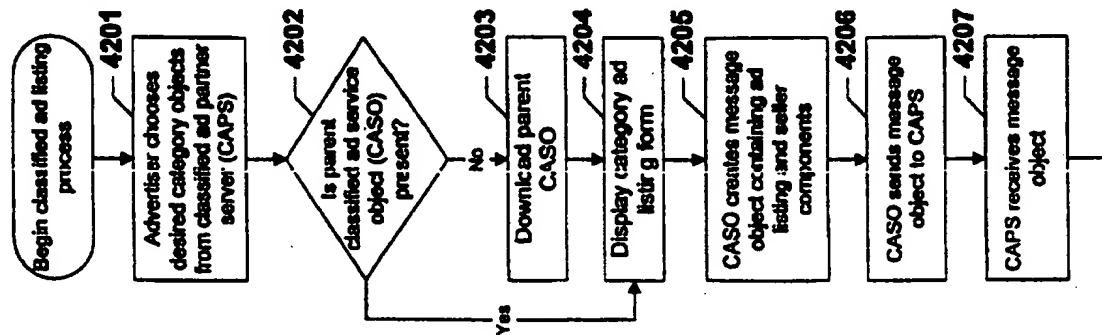 Begin classified ad listing
process
4201
Advertiser chooses
desired category objects
from classified ad partner
server (CAPS)
4202
Is parent
classified ad service
object (CASO)
present?
No
Yes
4203
Download parent
CASO
4204
Display category ad
listing form
4205
CASO creates message
object containing ad
listing and seller
components
4206
CASO sends message
object to CAPS
4207
CAPS receives message
object